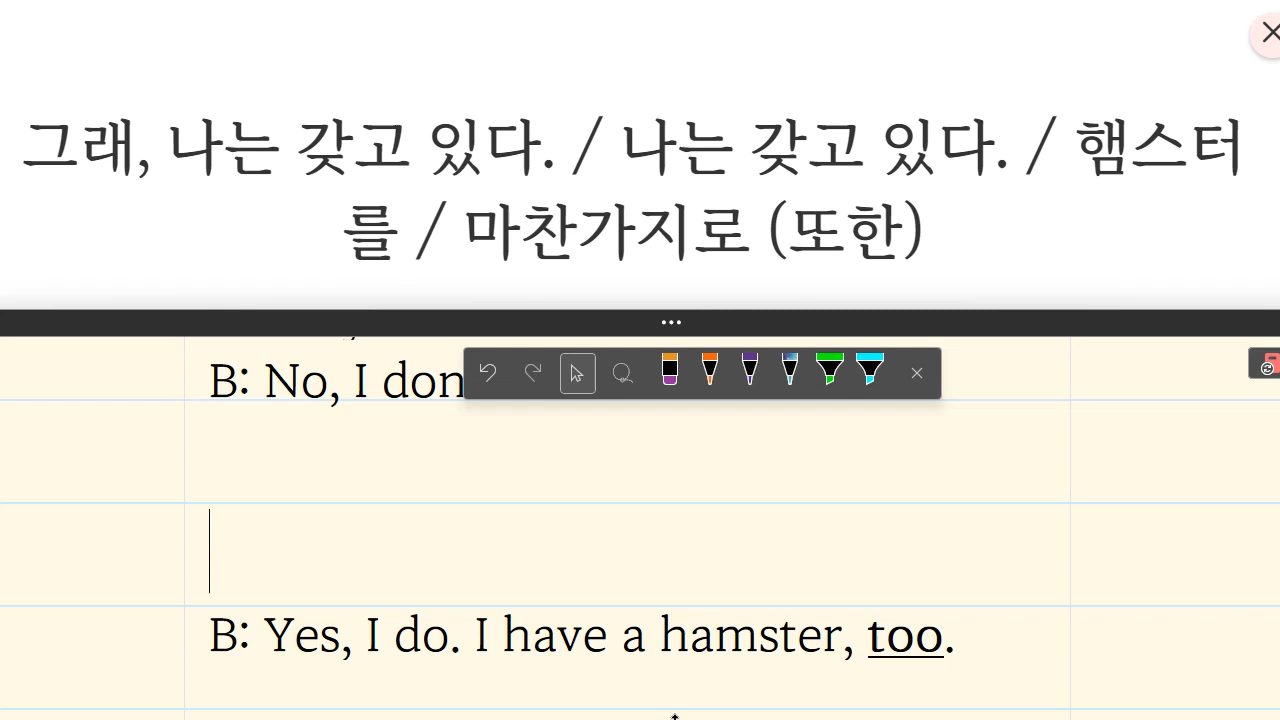 그래, 나는 갖고 있다. / 나는 갖고 있다. / 햄스터
를 / 마찬가지로 (또한)
B: No, I don
B: Yes, I do. I have a hamster, too.